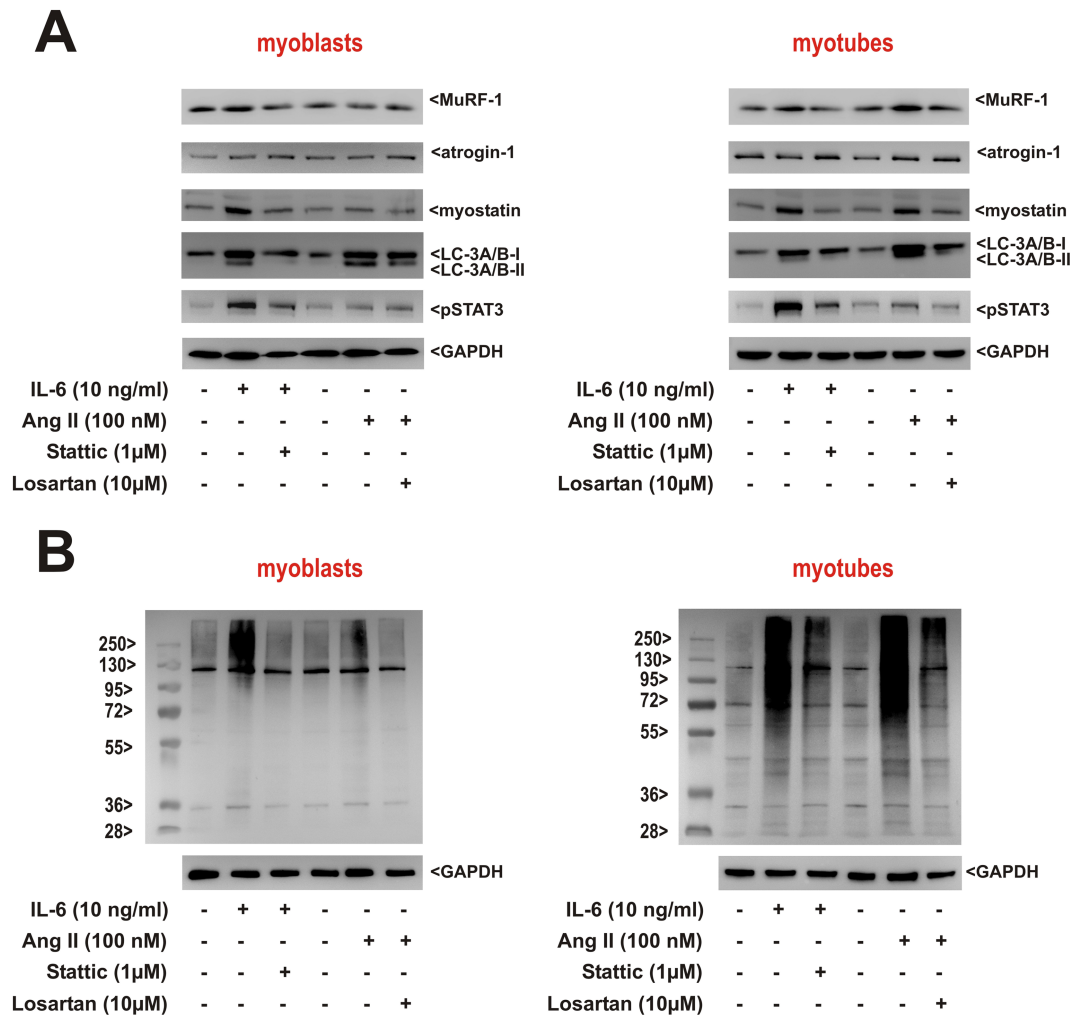 A
myoblasts
myotubes
<MuRF-1
<atrogin-1
<myostatin
<LC-3A/B-I
<LC-3A/B-II
<pSTAT3
<GAPDH
<MuRF-1
<atrogin-1
<myostatin
<LC-3A/B-I
<LC-3A/B-II
<pSTAT3
<GAPDH
IL-6 (10 ng/ml) - + + - - -
Ang II (100 nM) - - - - + +
Stattic (1µM) - - + - - -
Losartan (10µM) - - - - - +
IL-6 (10 ng/ml) - + + - - -
Ang II (100 nM) - - - - + +
Stattic (1µM) - - + - - -
Losartan (10µM) - - - - - +
B
myoblasts
myotubes
250>
130>
95>
72>
55>
36>
28>
<GAPDH
250>
130>
95>
72>
55>
36>
28>
<GAPDH
IL-6 (10 ng/ml) - + + - - -
Ang II (100 nM) - - - - + +
Stattic (1µM) - - + - - -
Losartan (10µM) - - - - - +
IL-6 (10 ng/ml) - + + - - -
Ang II (100 nM) - - - - + +
Stattic (1µM) - - + - - -
Losartan (10µM) - - - - - +